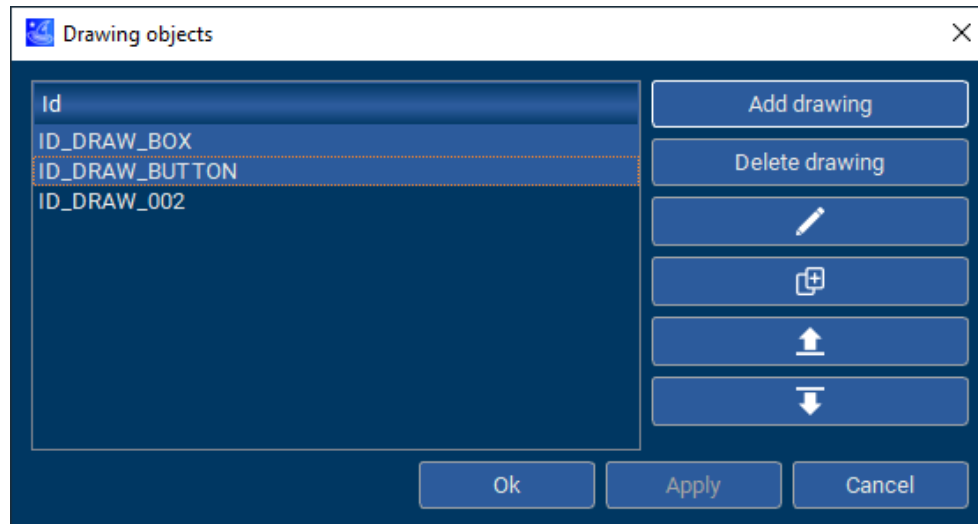 Drawing objects
Id
ID_DRAW_BOX
ID_DRAW_BUTTON
ID_DRAW_002
Add drawing
Delete drawing
Ok
Apply
Cancel